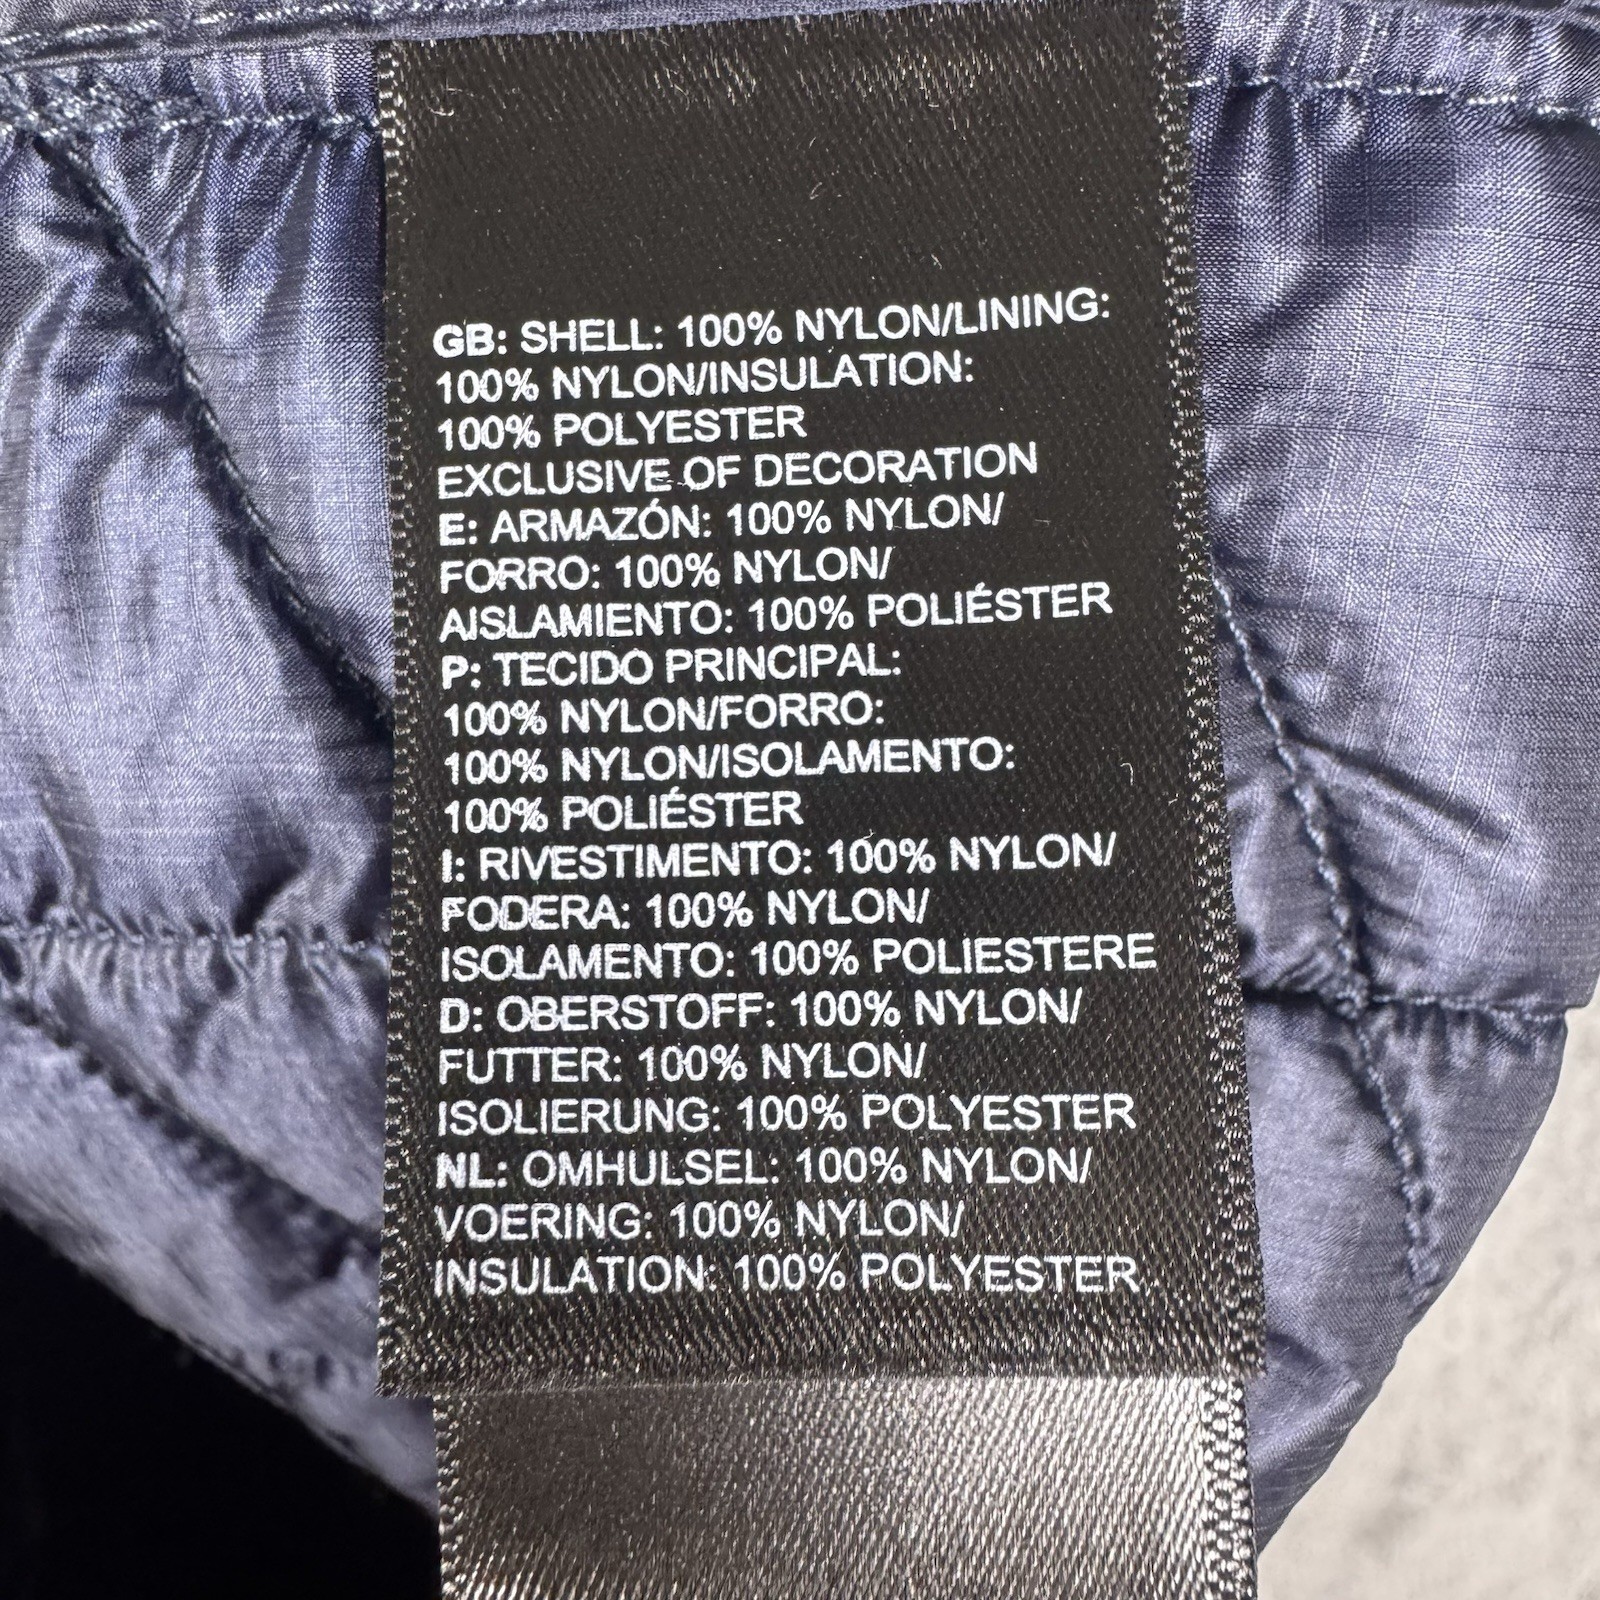 GB: SHELL: 100% NYLON/LINING:
100% NYLON/INSULATION:
100% POLYESTER
EXCLUSIVE OF DECORATION
E: ARMAZÓN: 100% NYLON/
FORRO: 100% NYLON/
AISLAMIENTO: 100% POLIÉSTER
P: TECIDO PRINCIPAL:
100% NYLON/FORRO:
100% NYLON/ISOLAMENTO:
100% POLIÉSTER
I: RIVESTIMENTO: 100% NYLON/
FODERA: 100% NYLON/
ISOLAMENTO: 100% POLIESTERE
D: OBERSTOFF: 100% NYLON/
FUTTER: 100% NYLON/
ISOLIERUNG: 100% POLYESTER
NL: OMHULSEL: 100% NYLON/
VOERING: 100% NYLON/
INSULATION: 100% POLYESTER